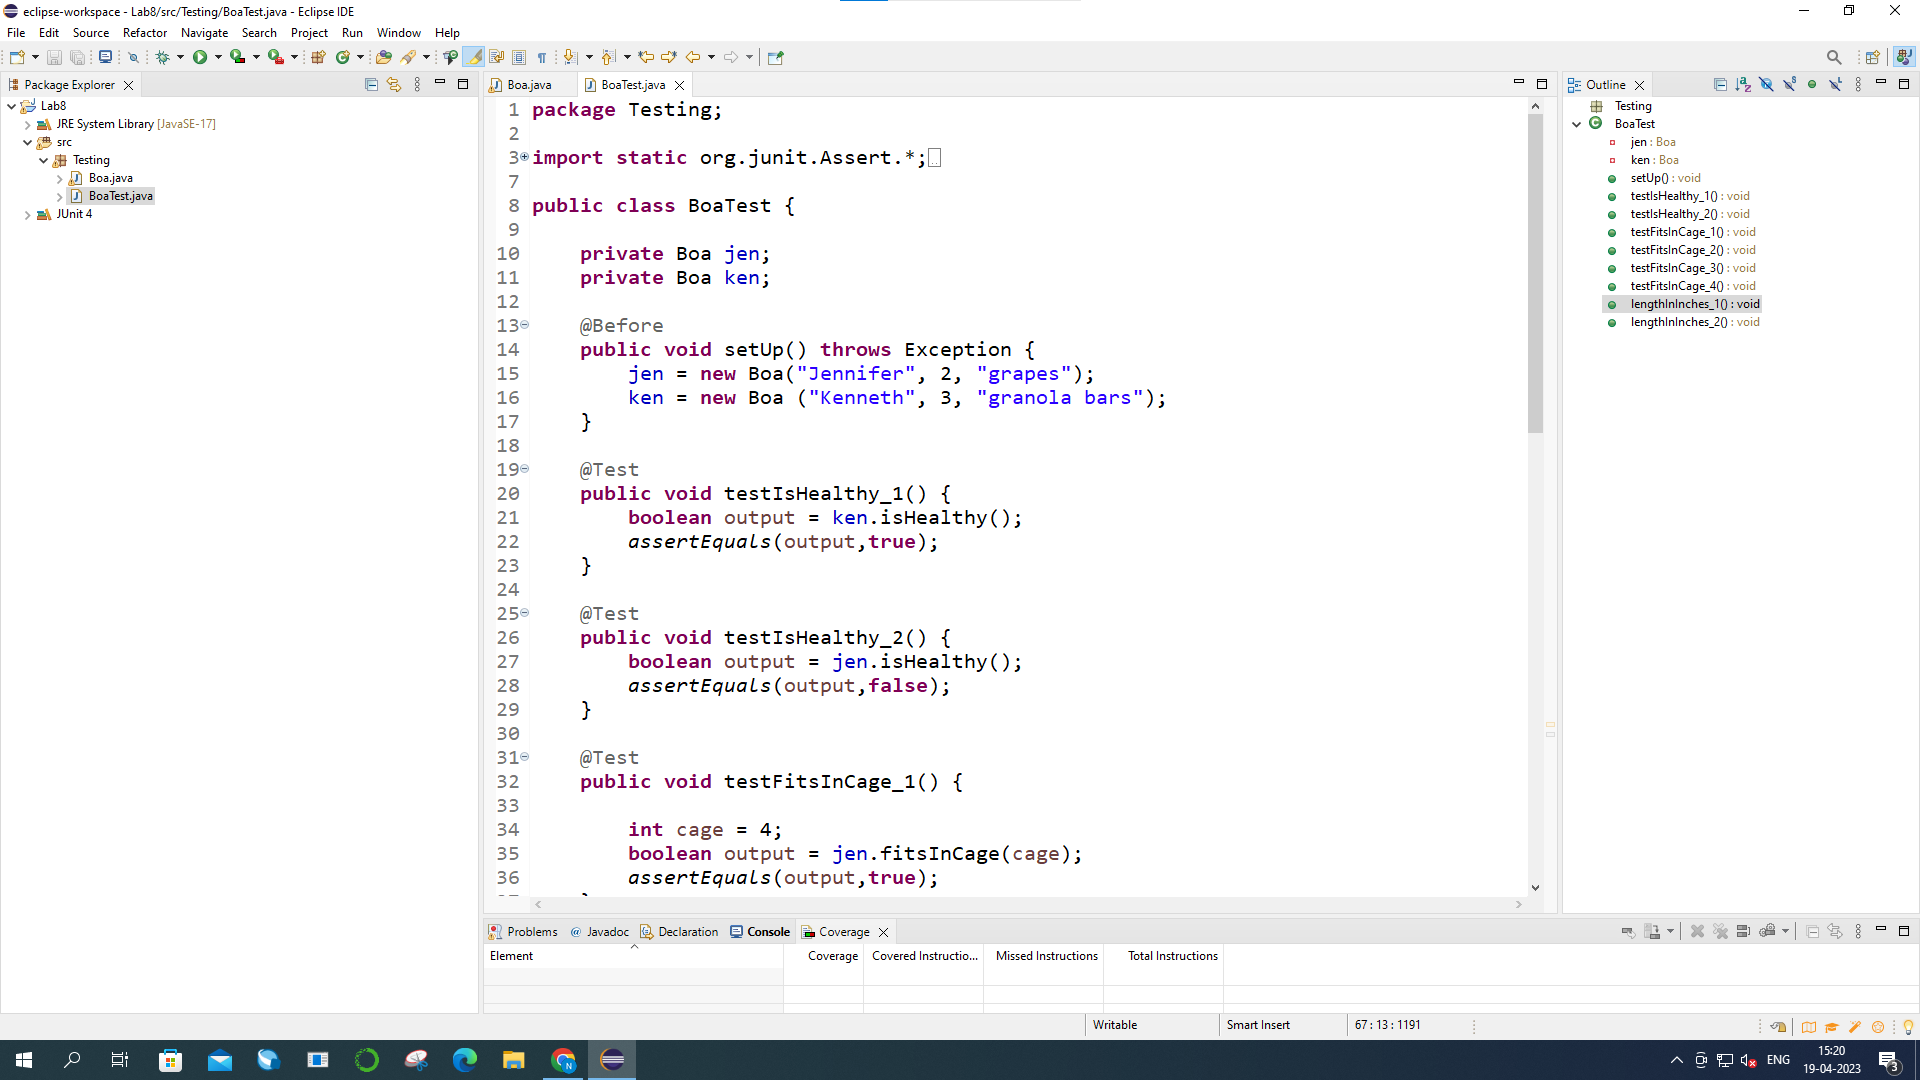 eclipse-workspace - Lab8/src/Testing/BoaTest.java - Eclipse IDE
File Edit Source Refactor Navigate Search Project Run Window Help
Package Explorer
Lab8
JRE System Library [JavaSE-17]
src
Testing
Boa.java
BoaTest.java
JUnit 4
Boa.java BoaTest.java
1 package Testing;
2
3 import static org.junit.Assert.*;
7
8 public class BoaTest {
9
10 private Boa jen;
11 private Boa ken;
12
13 @Before
14 public void setUp() throws Exception {
15 jen = new Boa("Jennifer", 2, "grapes");
16 ken = new Boa ("Kenneth", 3, "granola bars");
17 }
18
19 @Test
20 public void testIsHealthy_1() {
21 boolean output = ken.isHealthy();
22 assertEquals(output,true);
23 }
24
25 @Test
26 public void testIsHealthy_2() {
27 boolean output = jen.isHealthy();
28 assertEquals(output,false);
29 }
30
31 @Test
32 public void testFitsInCage_1() {
33
34 int cage = 4;
35 boolean output = jen.fitsInCage(cage);
36 assertEquals(output,true);
Outline
Testing
BoaTest
jen : Boa
ken : Boa
setUp() : void
testIsHealthy_1() : void
testIsHealthy_2() : void
testFitsInCage_1() : void
testFitsInCage_2() : void
testFitsInCage_3() : void
testFitsInCage_4() : void
lengthInInches_1() : void
lengthInInches_2() : void
Problems @ Javadoc Declaration Console Coverage
Element Coverage Covered Instructio... Missed Instructions Total Instructions
Writable Smart Insert 67 : 13 : 1191
ENG
15:20
19-04-2023
3